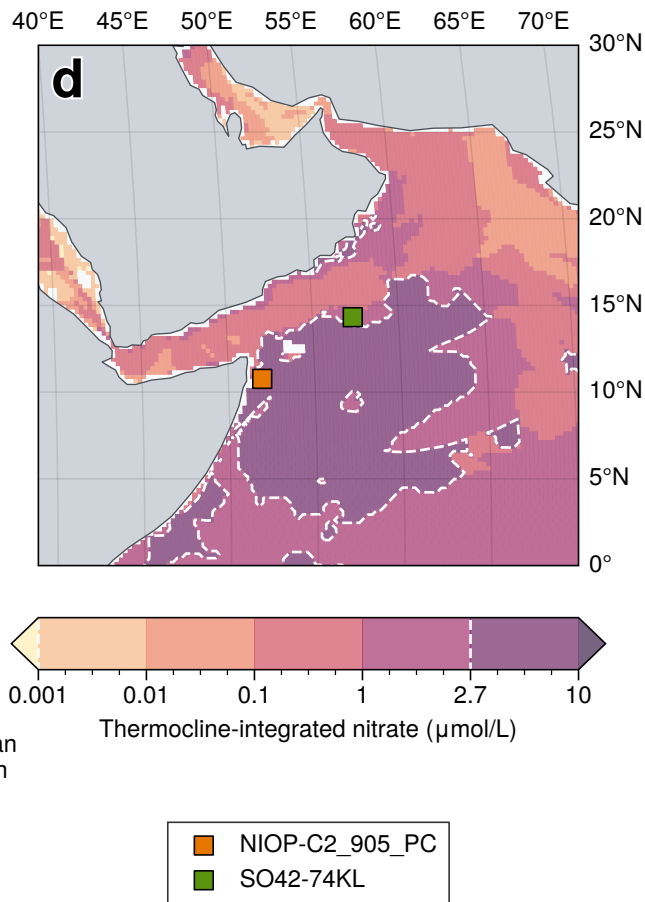 40°E 45°E 50°E 55°E 60°E 65°E 70°E
d
30°N
25°N
20°N
15°N
10°N
5°N
0°
0.001 0.01 0.1 1 2.7 10
Thermocline-integrated nitrate (μmol/L)
NIOP-C2_905_PC
SO42-74KL